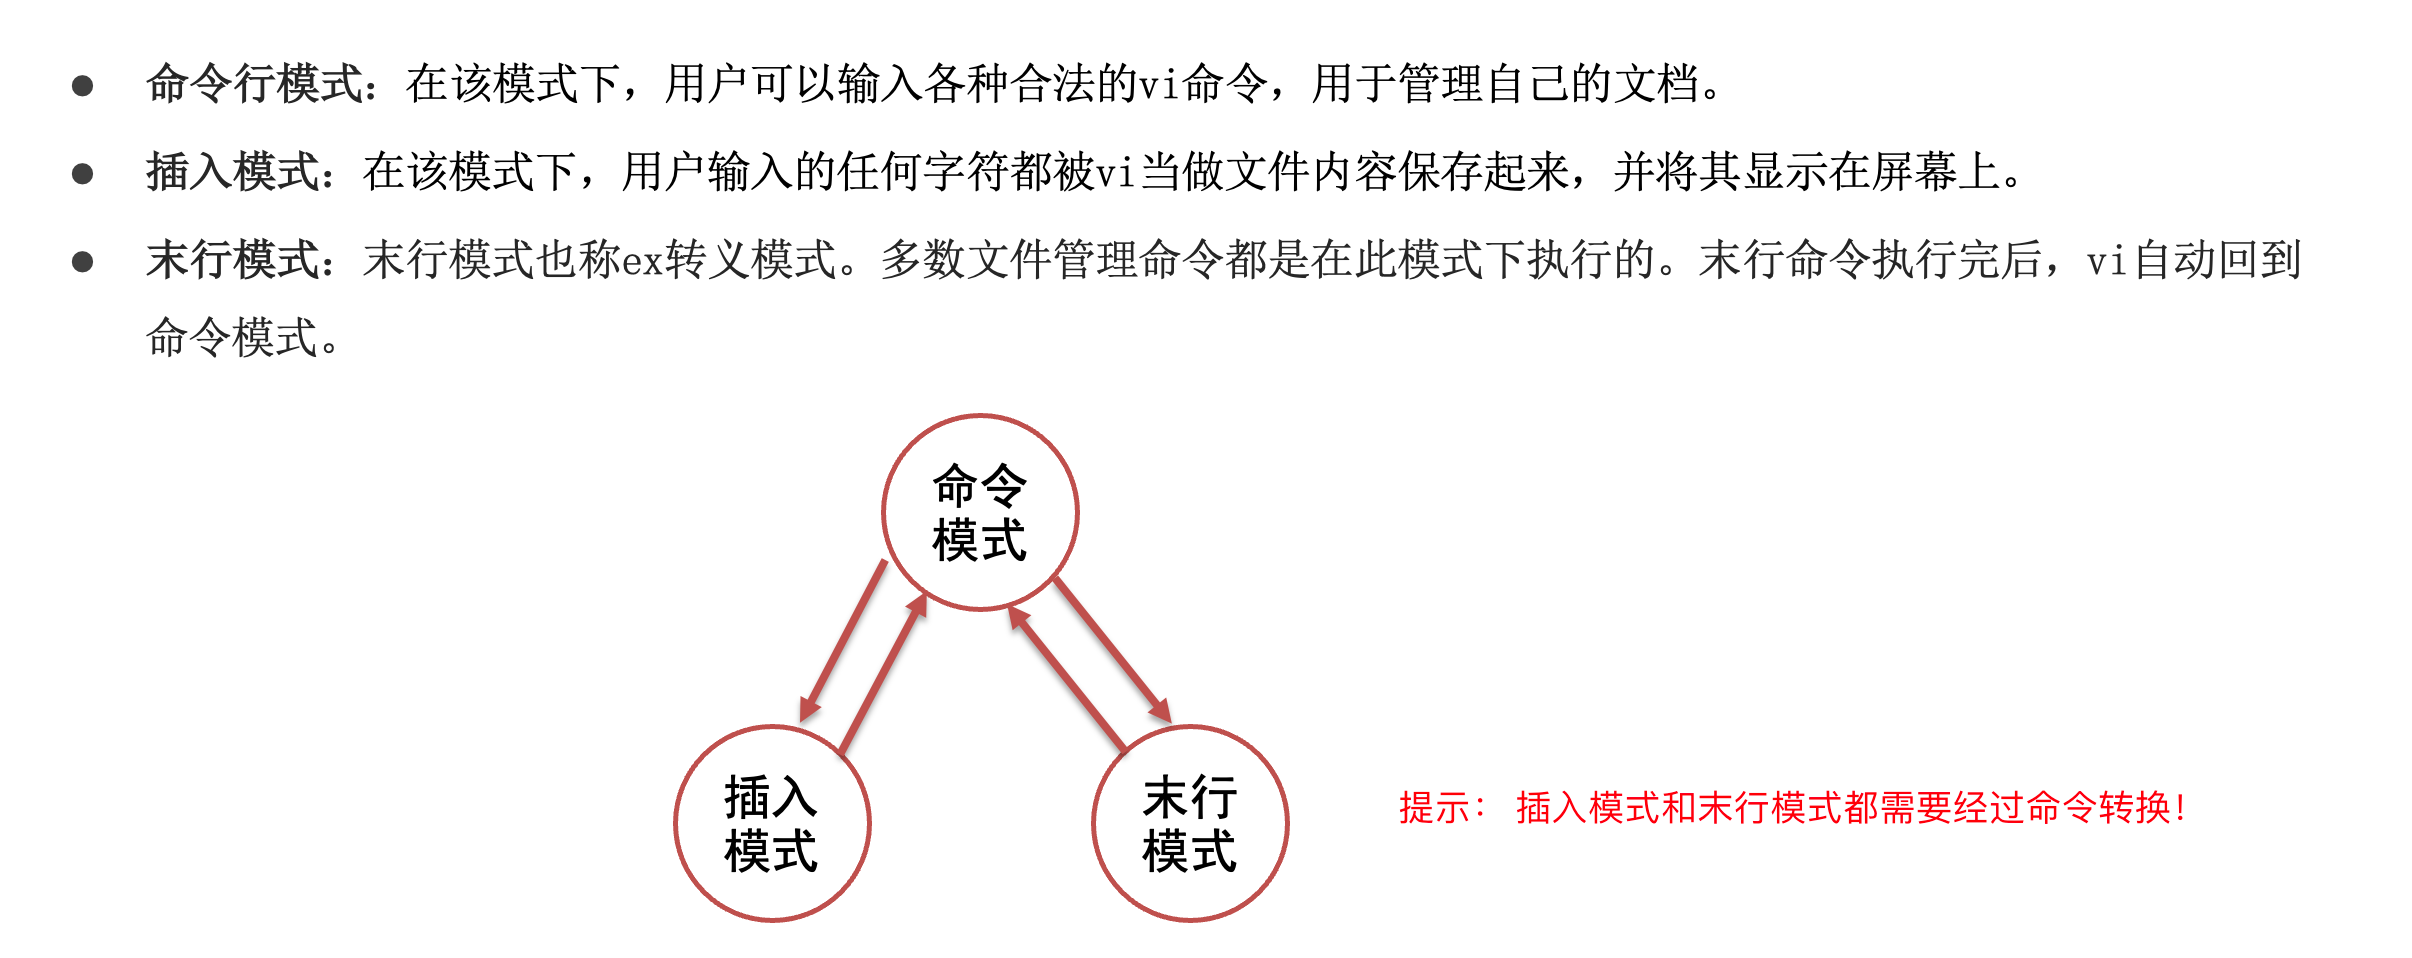 ● 命令行模式：在该模式下，用户可以输入各种合法的vi命令，用于管理自己的文档。
● 插入模式：在该模式下，用户输入的任何字符都被vi当做文件内容保存起来，并将其显示在屏幕上。
● 末行模式：末行模式也称ex转义模式。多数文件管理命令都是在此模式下执行的。末行命令执行完后，vi自动回到
命令模式。
命令
模式
插入
模式
末行
模式
提示： 插入模式和末行模式都需要经过命令转换！